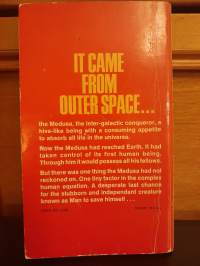 IT CAME
FROM
OUTER SPACE...
the Medusa, the inter-galactic conqueror, a
hive-like being with a consuming appetite
to absorb all life in the universe.
Now the Medusa had reached Earth. It had
taken control of its first human being.
Through him it would possess all his fellows.
But there was one thing the Medusa had not
reckoned on. One tiny factor in the complex
human equation. A desperate last chance
for the stubborn and independent creature
known as Man to save himself...